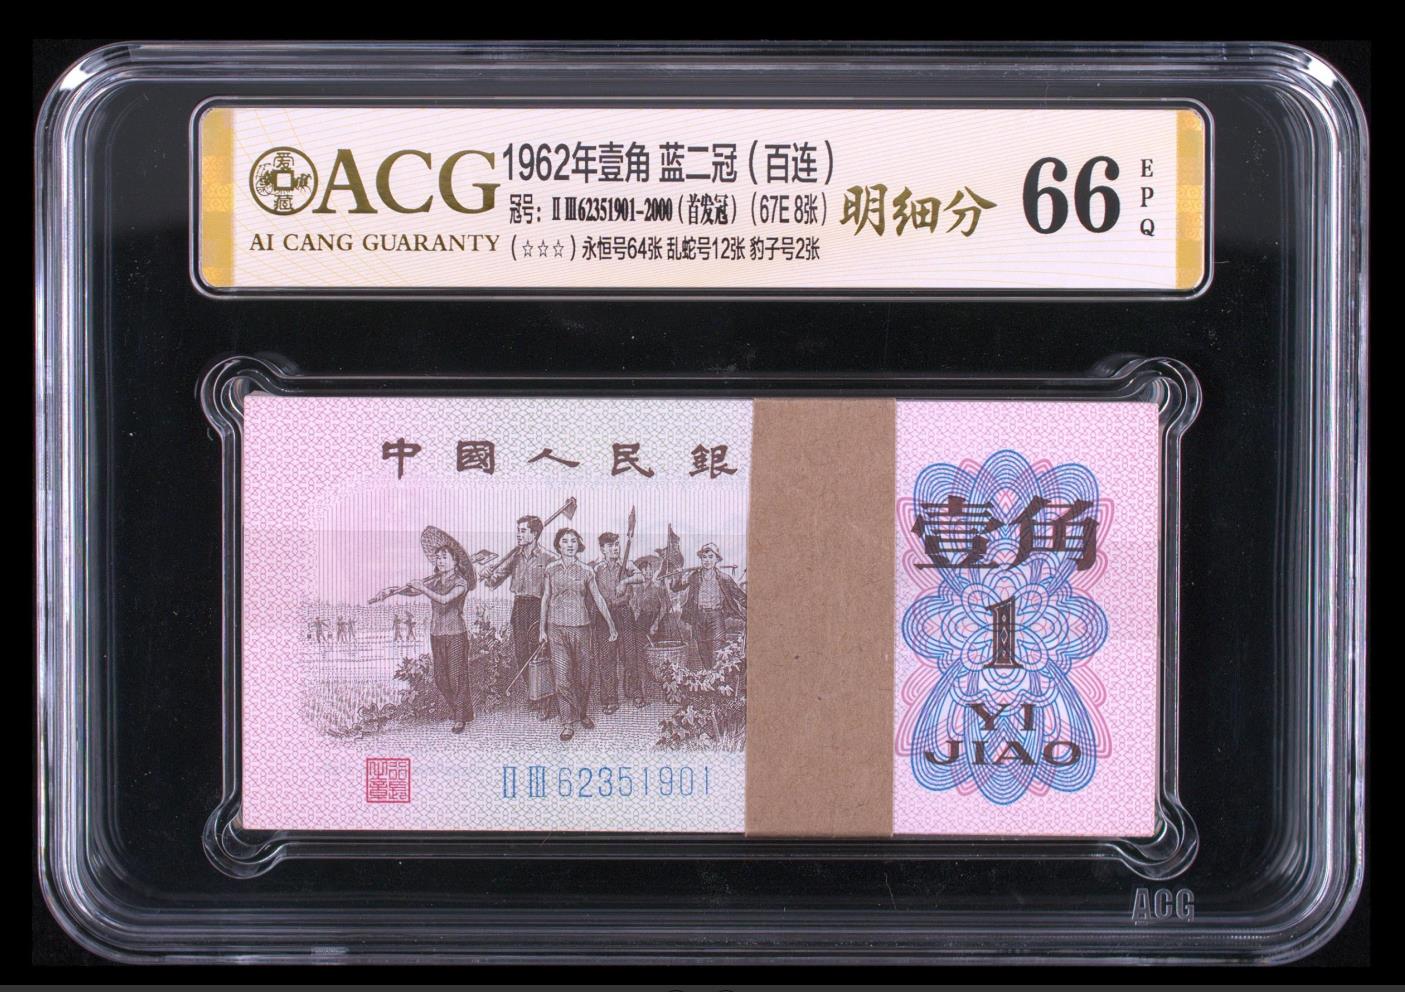 爱藏
ACG
AI CANG GUARANTY
1962年壹角 蓝二冠（百连）
冠号：ⅡⅢ62351901-2000（首发冠）（67E 8张）
（☆☆☆）永恒号64张 乱蛇号12张 豹子号2张
明细分
66
EPQ
中國人民銀
壹角
1
YI
JIAO
ⅡⅢ62351901
ACG